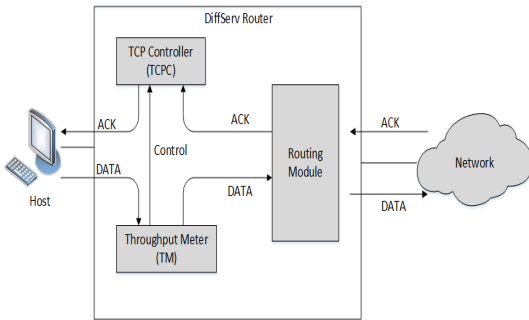 DiffServ Router
TCP Controller
(TCPC)
ACK
ACK
ACK
Control
Routing
Module
Network
DATA
DATA
DATA
Host
Throughput Meter
(TM)